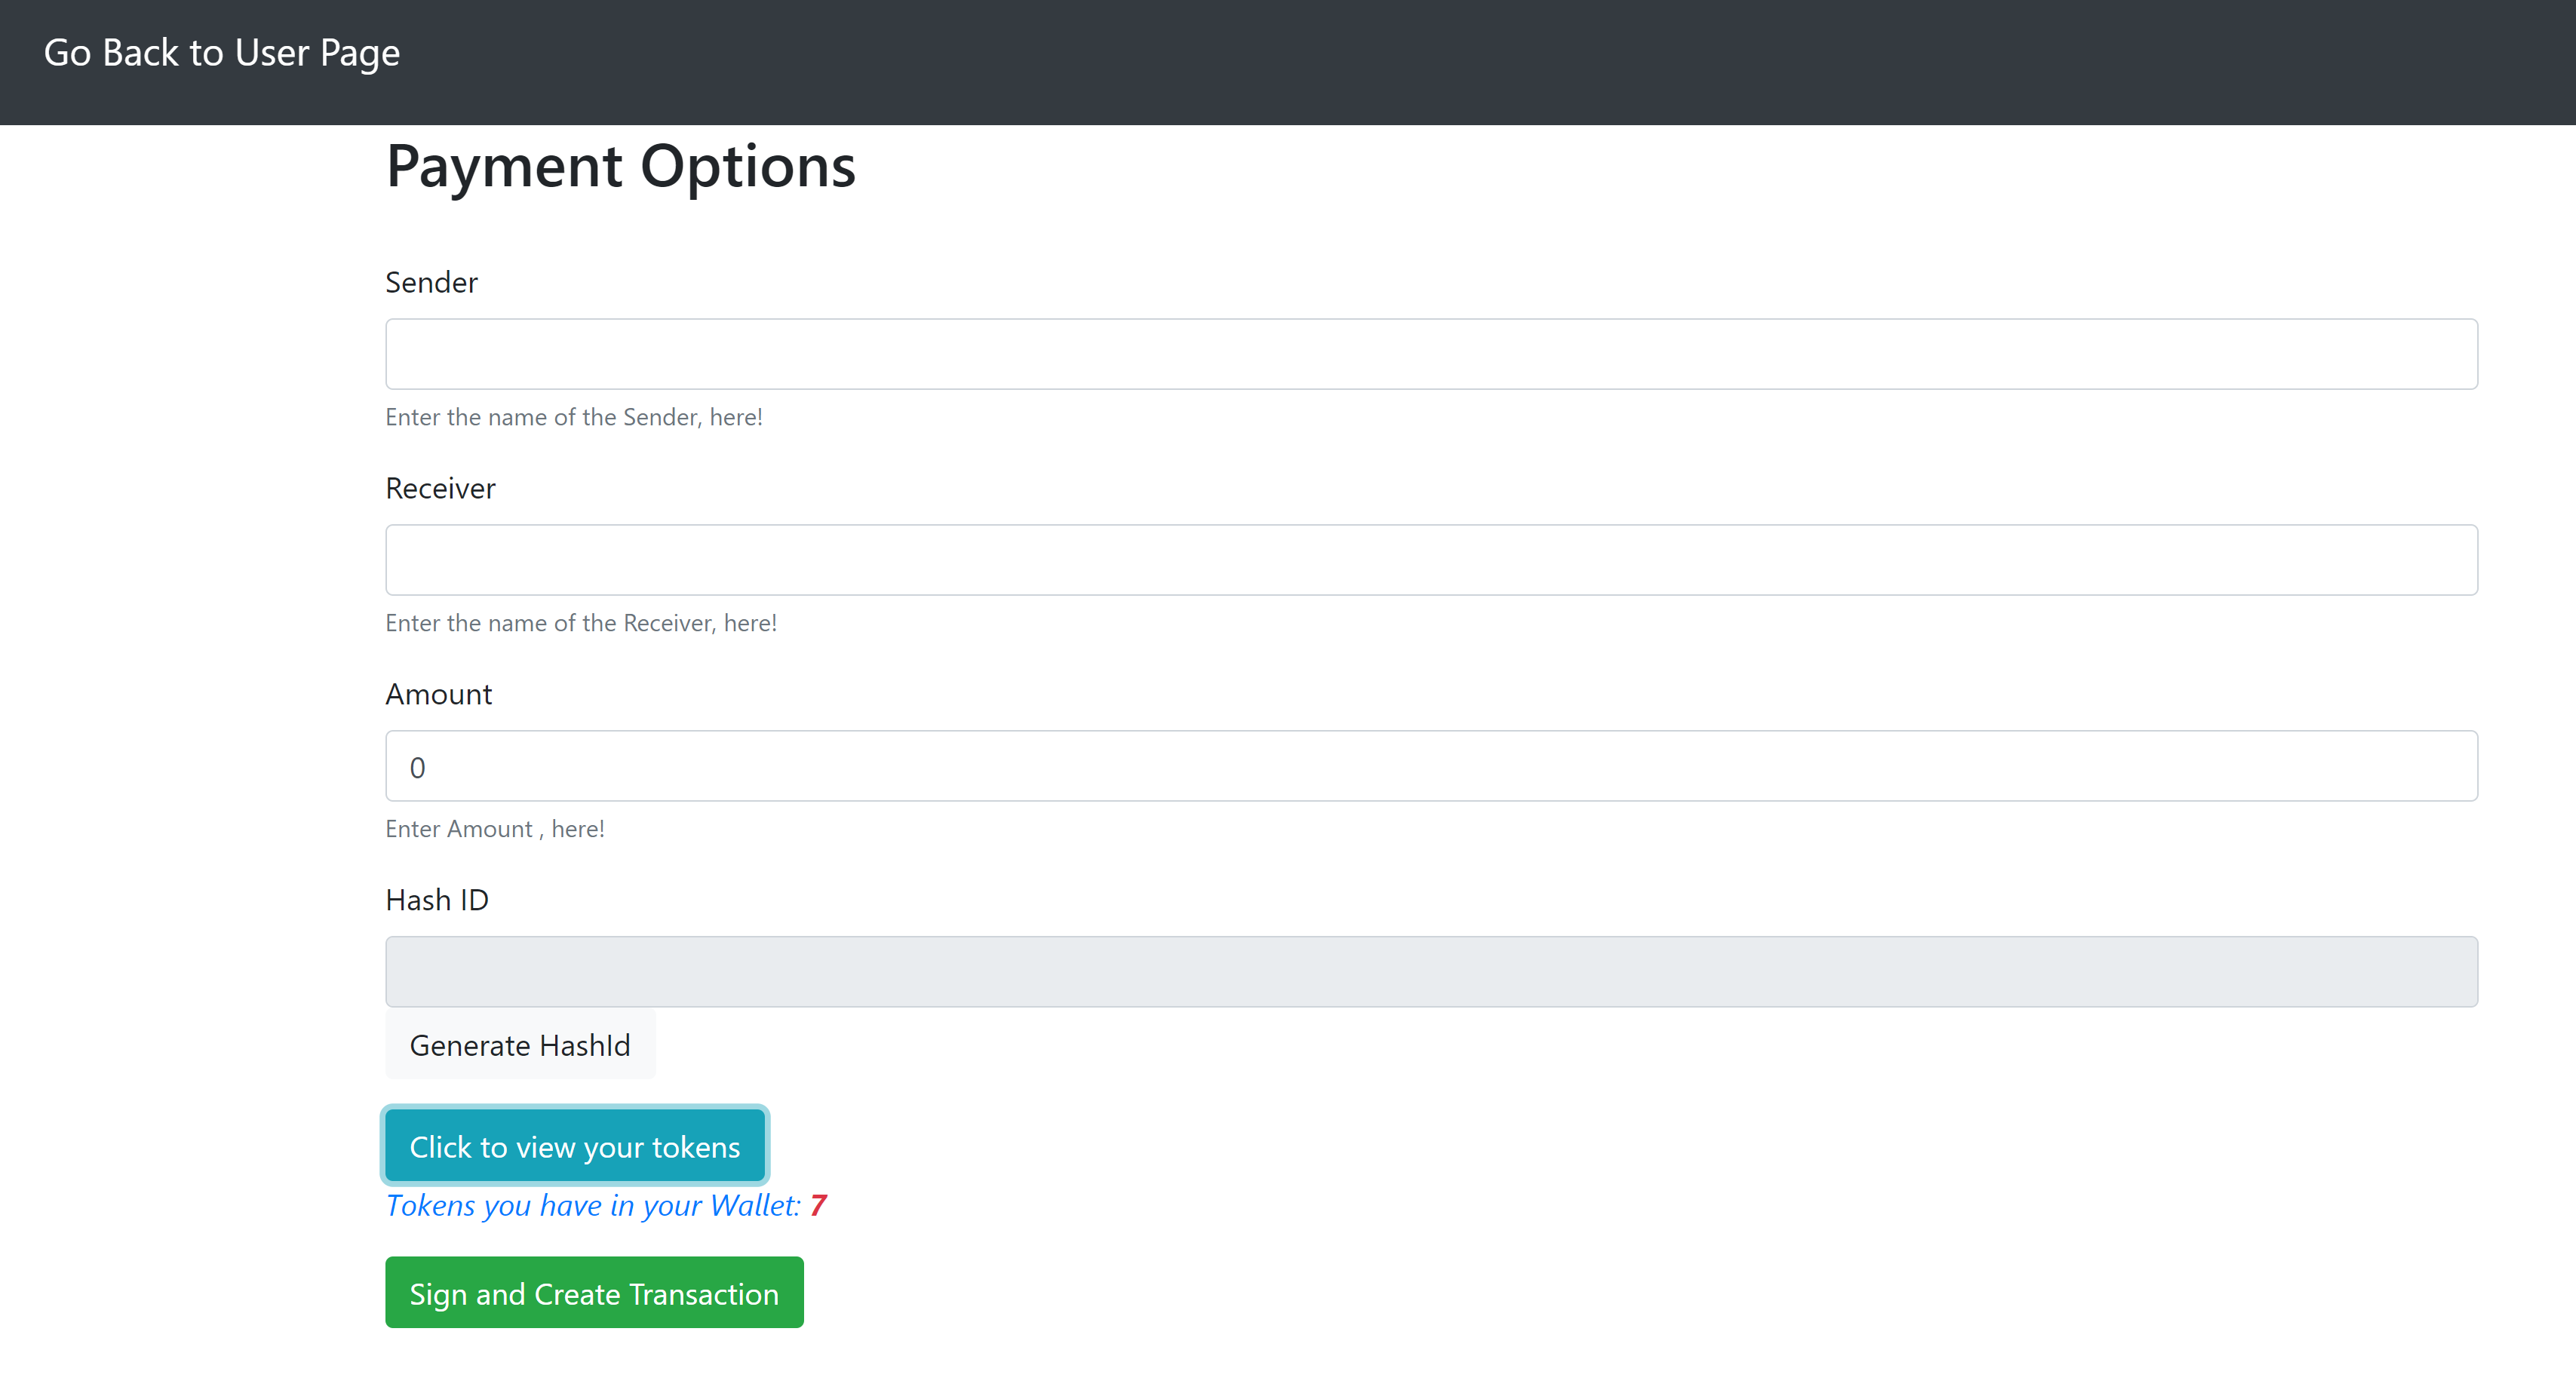 Go Back to User Page
Payment Options
Sender
Enter the name of the Sender, here!
Receiver
Enter the name of the Receiver, here!
Amount
0
Enter Amount , here!
Hash ID
Generate HashId
Click to view your tokens
Tokens you have in your Wallet: 7
Sign and Create Transaction